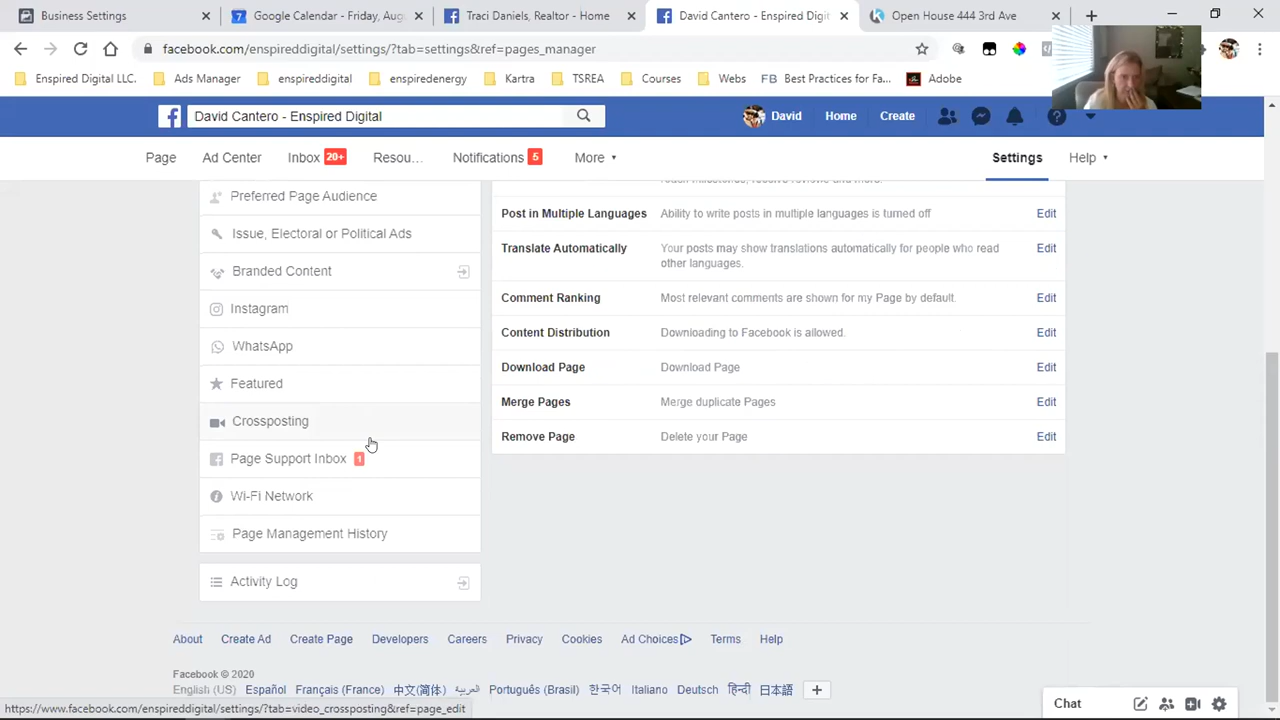 Business Settings
Google Calendar - Friday, Aug
Traci Daniels, Realtor - Home
David Cantero - Enspired Digit
Open House 444 3rd Ave
facebook.com/enspireddigital/settings/?tab=settings&ref=pages_manager
Enspired Digital LLC.
Ads Manager
enspireddigital
enspiredenergy
Karra
TSREA
Courses
Webs
FB Best Practices for Fa...
Adobe
David Cantero - Enspired Digital
David
Home
Create
Page
Ad Center
Inbox 20+
Resou...
Notifications 5
More
Settings
Help
Preferred Page Audience
Issue, Electoral or Political Ads
Branded Content
Instagram
WhatsApp
Featured
Crossposting
Page Support Inbox 1
Wi-Fi Network
Page Management History
Activity Log
reach milestones, receive reviews and more.
Post in Multiple Languages Ability to write posts in multiple languages is turned off Edit
Translate Automatically Your posts may show translations automatically for people who read Edit
other languages.
Comment Ranking Most relevant comments are shown for my Page by default. Edit
Content Distribution Downloading to Facebook is allowed. Edit
Download Page Download Page Edit
Merge Pages Merge duplicate Pages Edit
Remove Page Delete your Page Edit
About Create Ad Create Page Developers Careers Privacy Cookies Ad Choices Terms Help
Facebook © 2020
English (US) Español Français (France) 中文(简体) العربية Português (Brasil) 한국어 Italiano Deutsch हिन्दी 日本語
https://www.facebook.com/enspireddigital/settings/?tab=video_crossposting&ref=page_edit
Chat